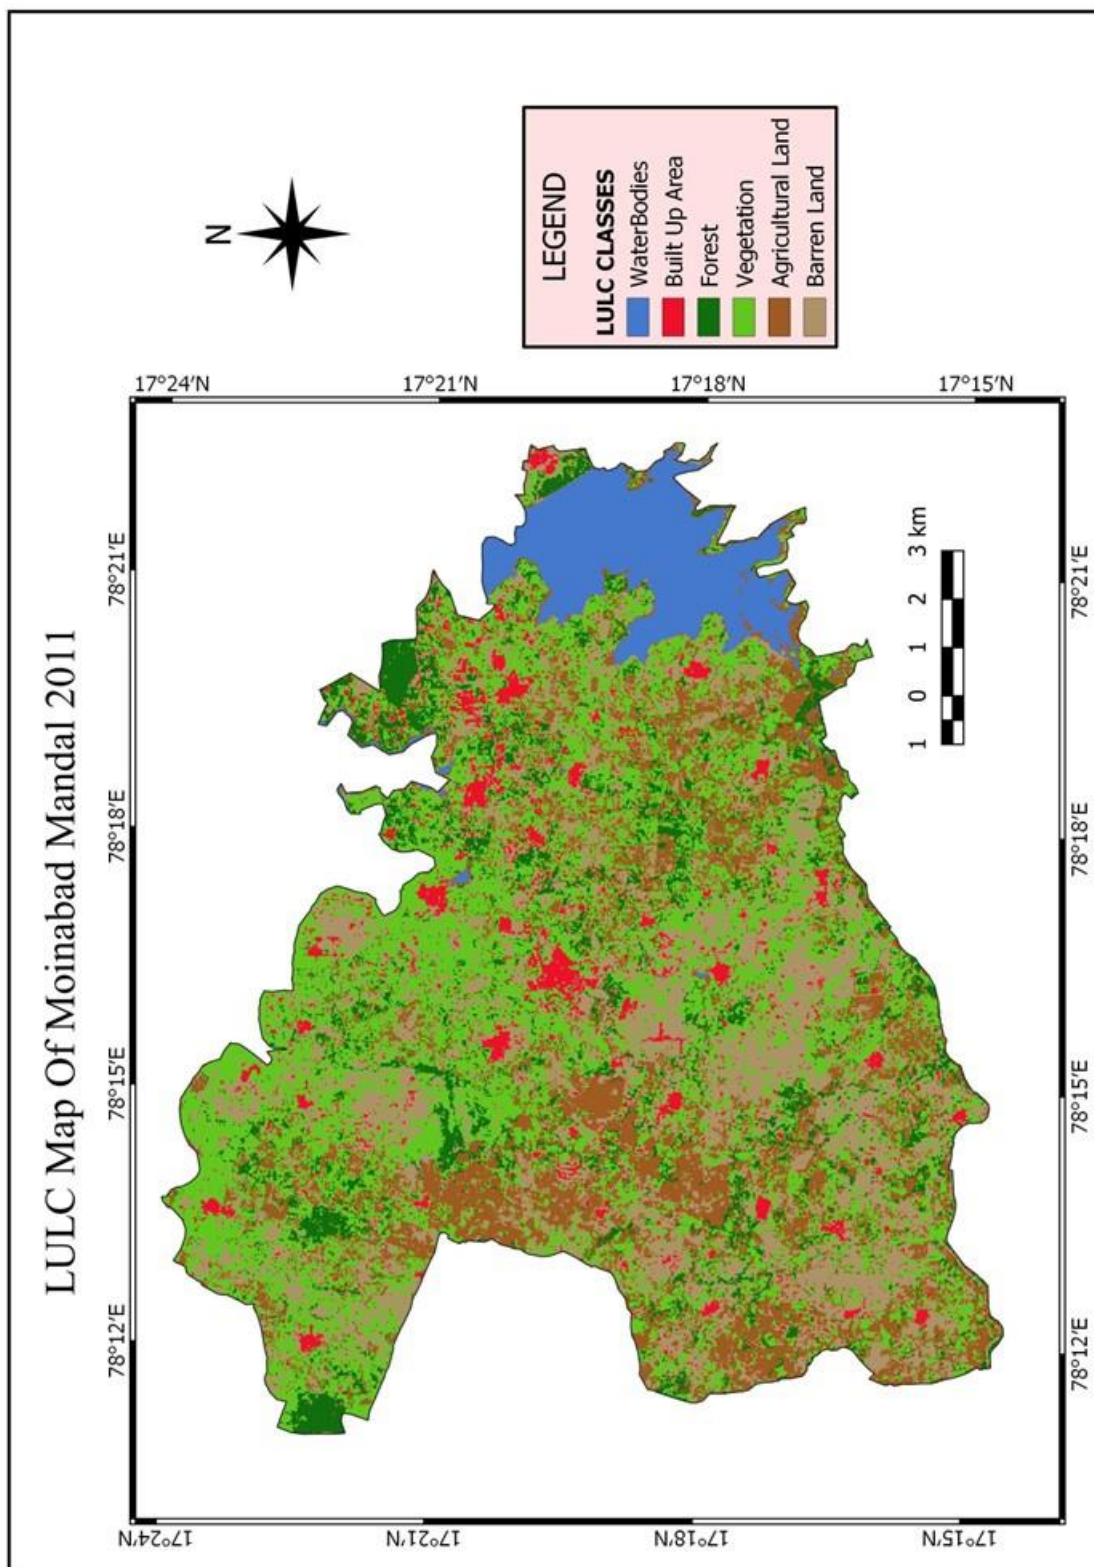 LULC Map Of Moinabad Mandal 2011
N
78°12′E
78°15′E
78°18′E
78°21′E
17°24′N
17°24′N
17°21′N
17°21′N
17°18′N
17°18′N
17°15′N
17°15′N
78°12′E
78°15′E
78°18′E
78°21′E
1 0 1 2 3 km
LEGEND
LULC CLASSES
WaterBodies
Built Up Area
Forest
Vegetation
Agricultural Land
Barren Land